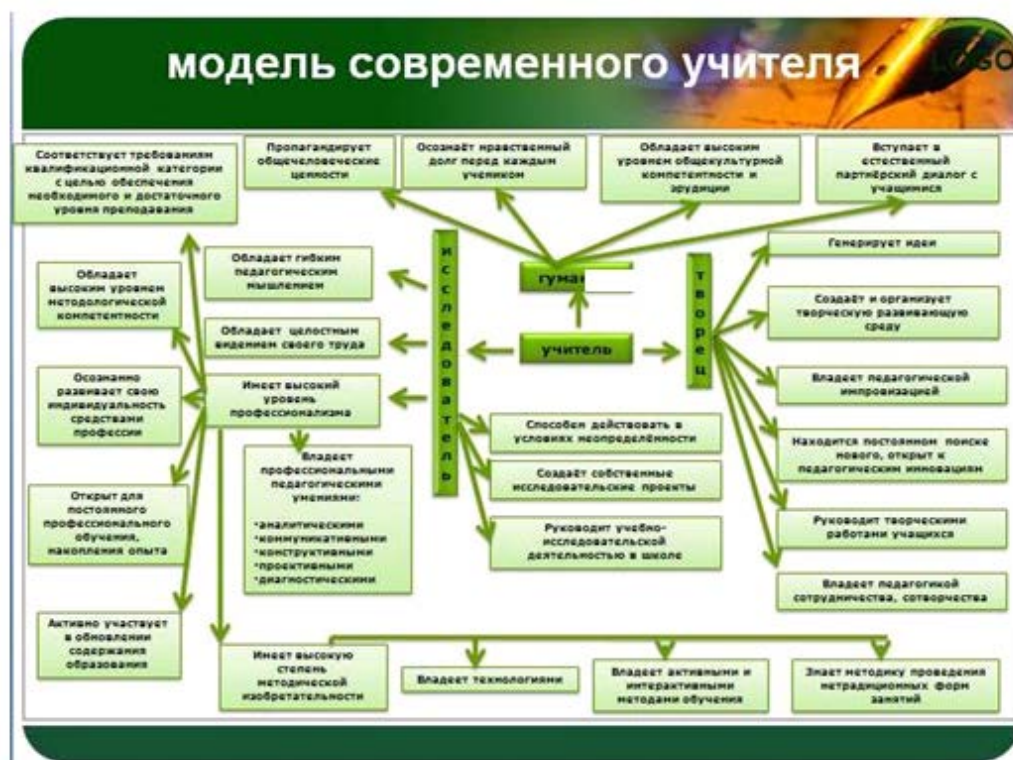 модель современного учителя
LOGO
Соответствует требованиям
квалификационной категории
с целью обеспечения
необходимого и достаточного
уровня преподавания
Пропагандирует
общечеловеческие
ценности
Осознаёт нравственный
долг перед каждым
учеником
Обладает высоким
уровнем общекультурной
компетентности и
эрудиции
Вступает в
естественный
партнёрский диалог с
учащимися
Обладает
высоким уровнем
методологической
компетентности
Обладает гибким
педагогическим
мышлением
Обладает целостным
видением своего труда
Осознанно
развивает свою
индивидуальность
средствами
профессии
Имеет высокий
уровень
профессионализма
Открыт для
постоянного
профессионального
обучения,
накопления опыта
Владеет
профессиональными
педагогическими
умениями:
•аналитическими
•коммуникативными
•конструктивными
•проективными
•диагностическими
Активно участвует
в обновлении
содержания
образования
исследователь
гума
учитель
творец
Способен действовать в
условиях неопределённости
Создаёт собственные
исследовательские проекты
Руководит учебно-
исследовательской
деятельностью в школе
Генерирует идеи
Создаёт и организует
творческую развивающую
среду
Владеет педагогической
импровизацией
Находится постоянном поиске
нового, открыт к
педагогическим инновациям
Руководит творческими
работами учащихся
Владеет педагогикой
сотрудничества, сотворчества
Имеет высокую
степень
методической
изобретательности
Владеет технологиями
Владеет активными и
интерактивными
методами обучения
Знает методику проведения
нетрадиционных форм
занятий